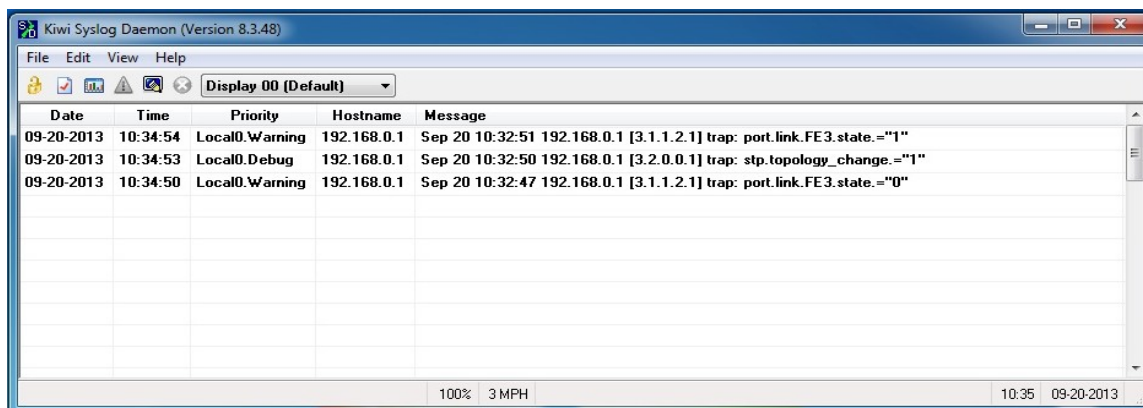 Kiwi Syslog Daemon (Version 8.3.48)
File Edit View Help
Display 00 (Default)
Date Time Priority Hostname Message
09-20-2013 10:34:54 Local0.Warning 192.168.0.1 Sep 20 10:32:51 192.168.0.1 [3.1.1.2.1] trap: port.link.FE3.state.="1"
09-20-2013 10:34:53 Local0.Debug 192.168.0.1 Sep 20 10:32:50 192.168.0.1 [3.2.0.0.1] trap: stp.topology_change.="1"
09-20-2013 10:34:50 Local0.Warning 192.168.0.1 Sep 20 10:32:47 192.168.0.1 [3.1.1.2.1] trap: port.link.FE3.state.="0"
100% 3 MPH 10:35 09-20-2013